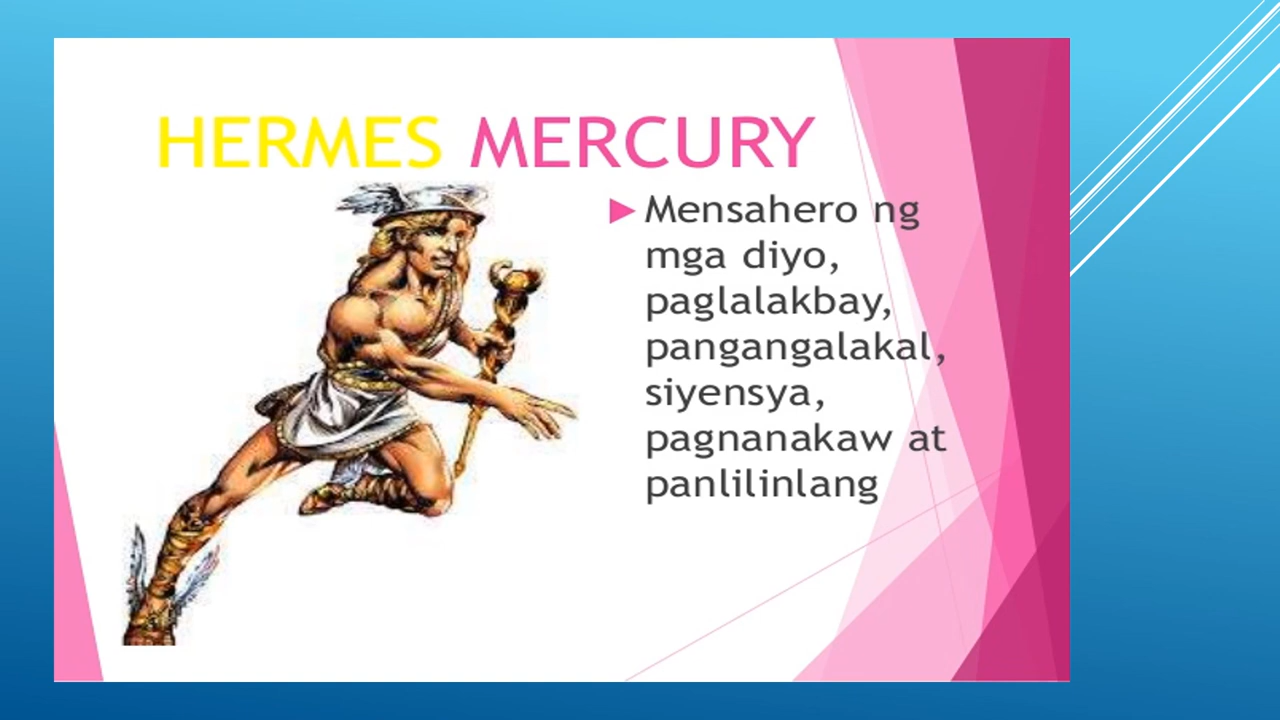 HERMES MERCURY
Mensahero ng
mga diyo,
paglalakbay,
pangangalakal,
siyensya,
pagnanakaw at
panlilinlang